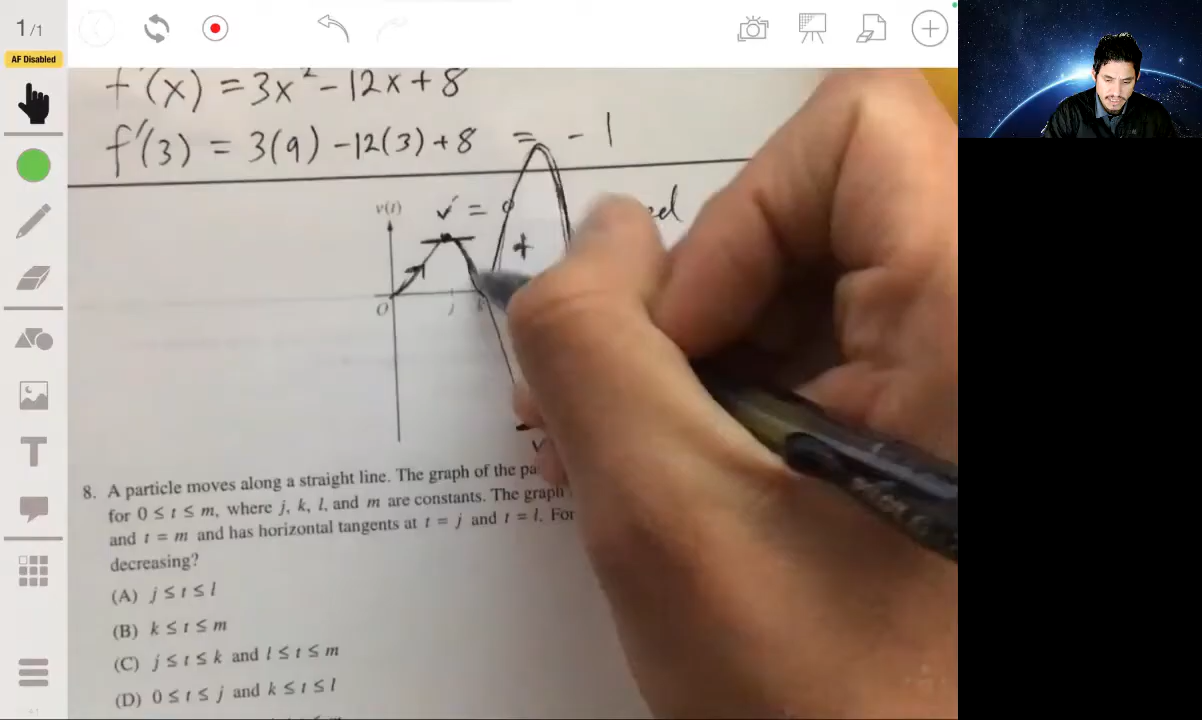 1/1
AF Disabled
f'(x) = 3x² - 12x + 8
f'(3) = 3(9) - 12(3) + 8 = - 1
v(t) v' = 0
+
O j k
T
8. A particle moves along a straight line. The graph of the
for 0 ≤ t ≤ m, where j, k, l, and m are constants. The graph
and t = m and has horizontal tangents at t = j and t = l. For
decreasing?
(A) j ≤ t ≤ l
(B) k ≤ t ≤ m
(C) j ≤ t ≤ k and l ≤ t ≤ m
(D) 0 ≤ t ≤ j and k ≤ t ≤ l